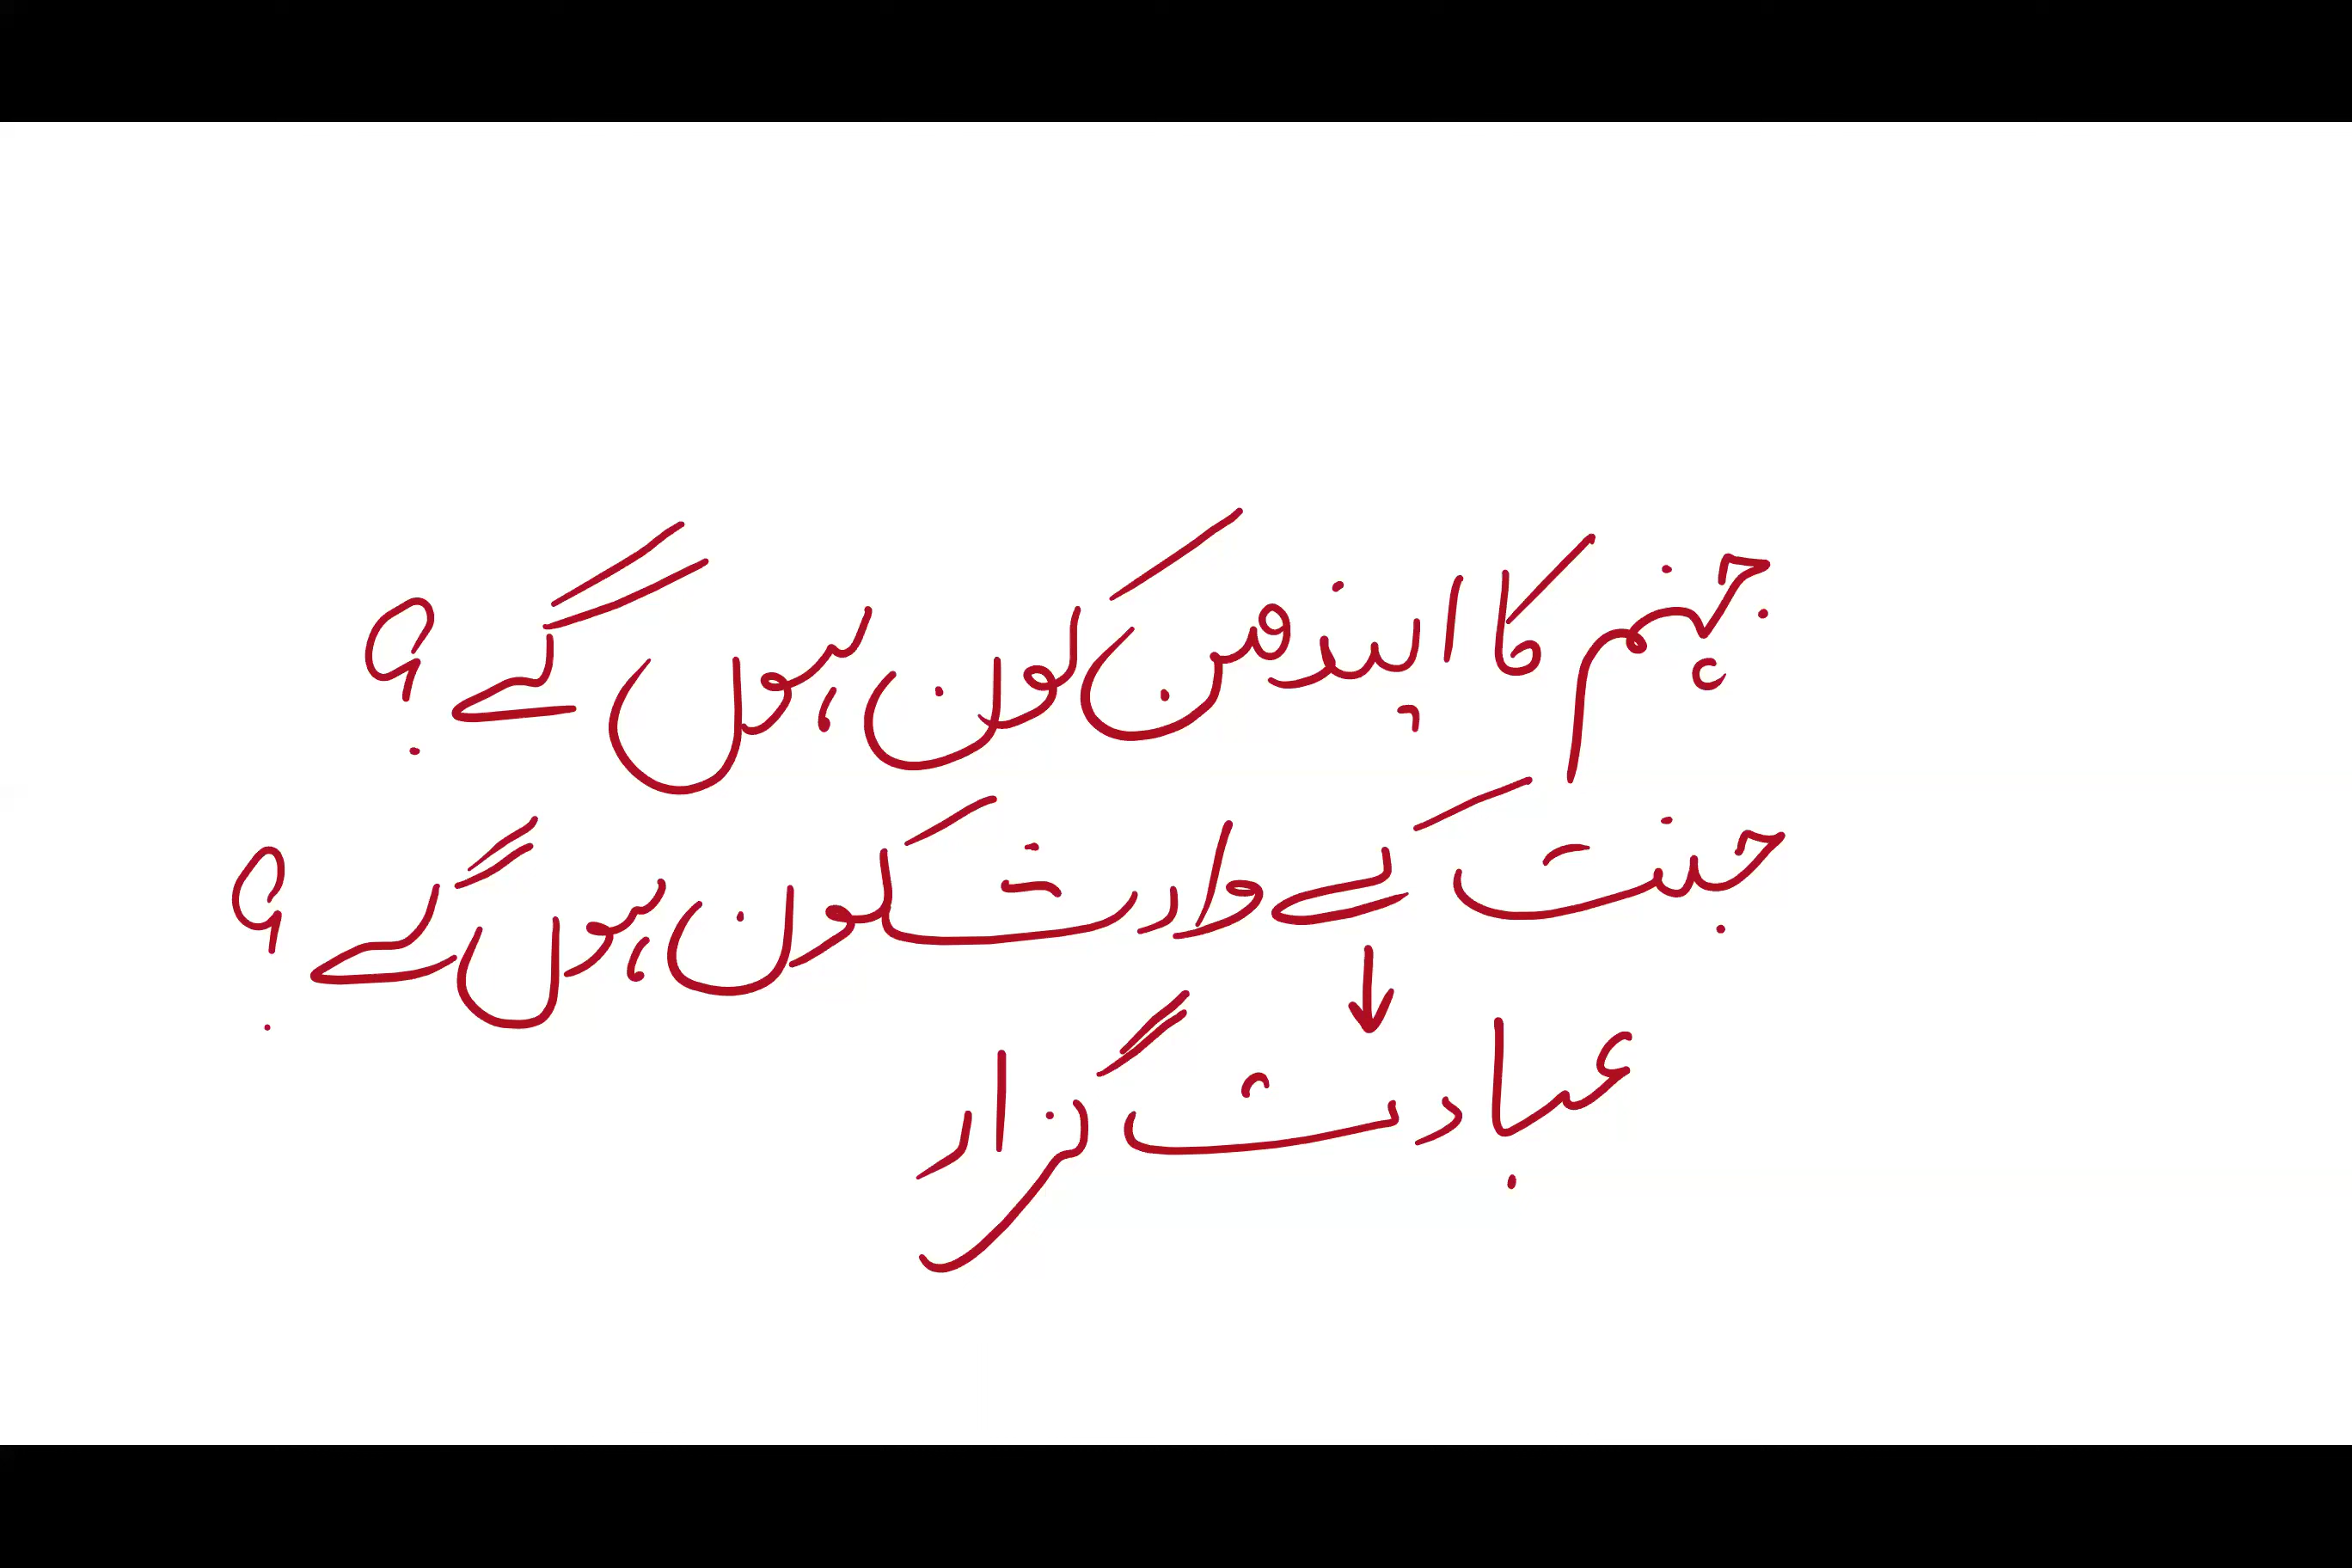 جہنم کا ایندھن کون ہوں گے ؟
جنت کے وارث کون ہوں گے ؟
↓
عبادت گزار